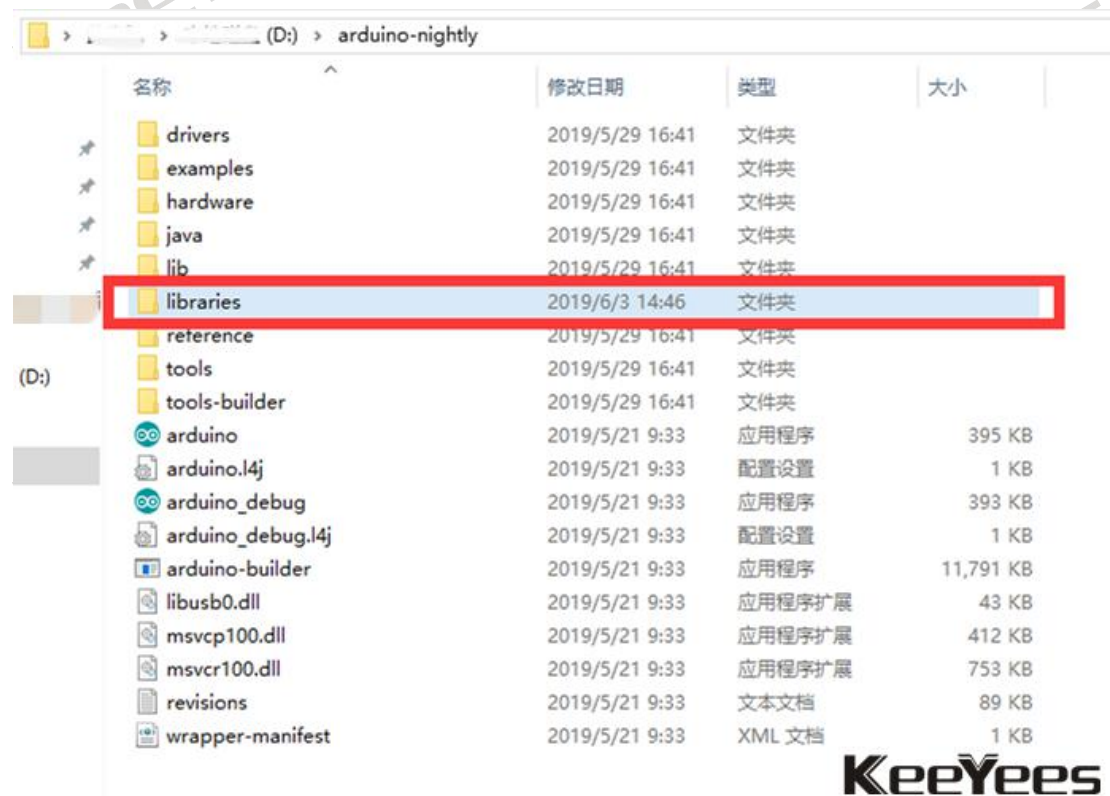 (D:) > arduino-nightly
名称 修改日期 类型 大小
drivers 2019/5/29 16:41 文件夹
examples 2019/5/29 16:41 文件夹
hardware 2019/5/29 16:41 文件夹
java 2019/5/29 16:41 文件夹
lib 2019/5/29 16:41 文件夹
libraries 2019/6/3 14:46 文件夹
reference 2019/5/29 16:41 文件夹
(D:)
tools 2019/5/29 16:41 文件夹
tools-builder 2019/5/29 16:41 文件夹
arduino 2019/5/21 9:33 应用程序 395 KB
arduino.l4j 2019/5/21 9:33 配置设置 1 KB
arduino_debug 2019/5/21 9:33 应用程序 393 KB
arduino_debug.l4j 2019/5/21 9:33 配置设置 1 KB
arduino-builder 2019/5/21 9:33 应用程序 11,791 KB
libusb0.dll 2019/5/21 9:33 应用程序扩展 43 KB
msvcp100.dll 2019/5/21 9:33 应用程序扩展 412 KB
msvcr100.dll 2019/5/21 9:33 应用程序扩展 753 KB
revisions 2019/5/21 9:33 文本文档 89 KB
wrapper-manifest 2019/5/21 9:33 XML 文档 1 KB
KeeYees